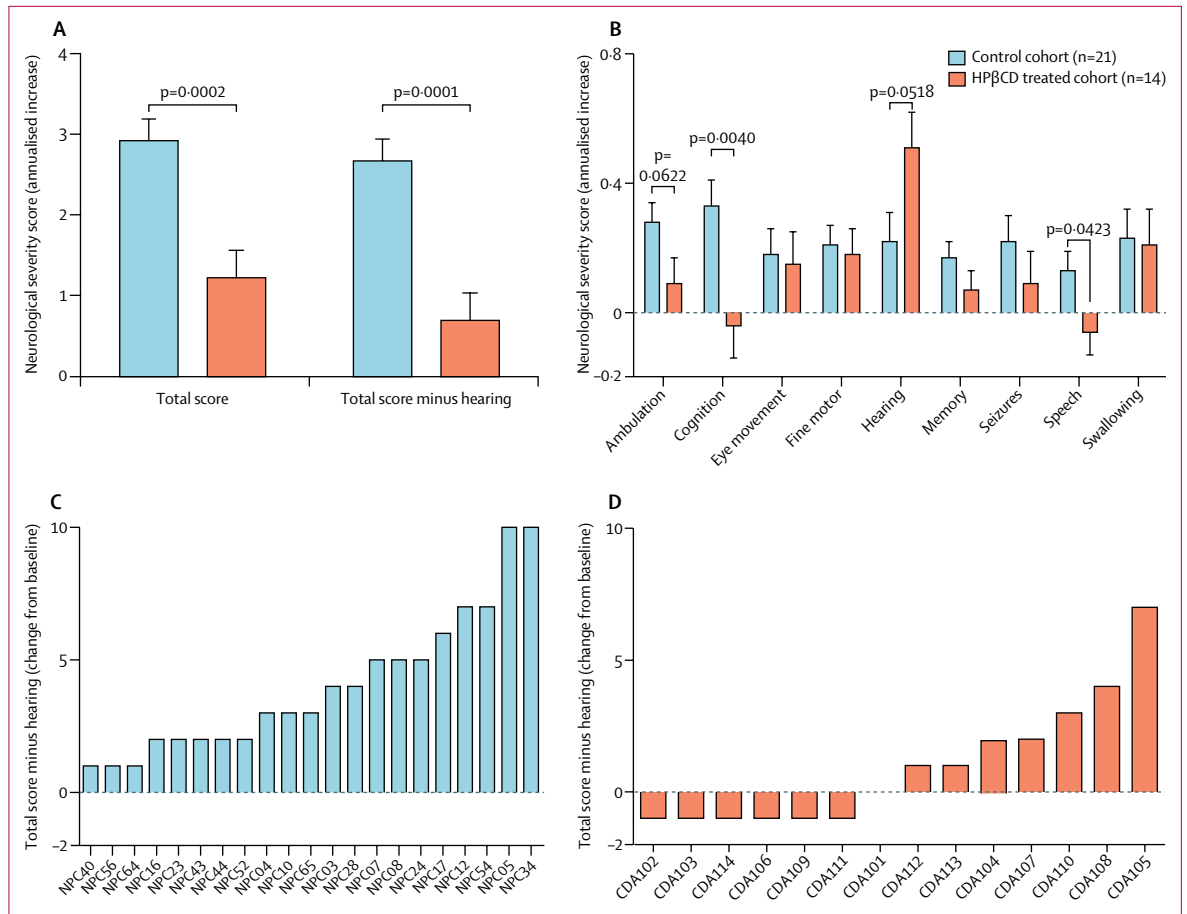 A
Neurological severity score (annualised increase)
4
3
2
1
0
p=0·0002
p=0·0001
Total score
Total score minus hearing
B
Neurological severity score (annualised increase)
0·8
0·4
0
–0·2
Control cohort (n=21)
HPβCD treated cohort (n=14)
p=
0·0622
p=0·0040
p=0·0518
p=0·0423
Ambulation
Cognition
Eye movement
Fine motor
Hearing
Memory
Seizures
Speech
Swallowing
C
Total score minus hearing (change from baseline)
10
5
0
–2
NPC40
NPC56
NPC64
NPC16
NPC23
NPC43
NPC44
NPC52
NPC04
NPC10
NPC65
NPC03
NPC28
NPC07
NPC08
NPC24
NPC17
NPC12
NPC54
NPC05
NPC34
D
Total score minus hearing (change from baseline)
10
5
0
–2
CDA102
CDA103
CDA114
CDA106
CDA109
CDA111
CDA101
CDA112
CDA113
CDA104
CDA107
CDA110
CDA108
CDA105